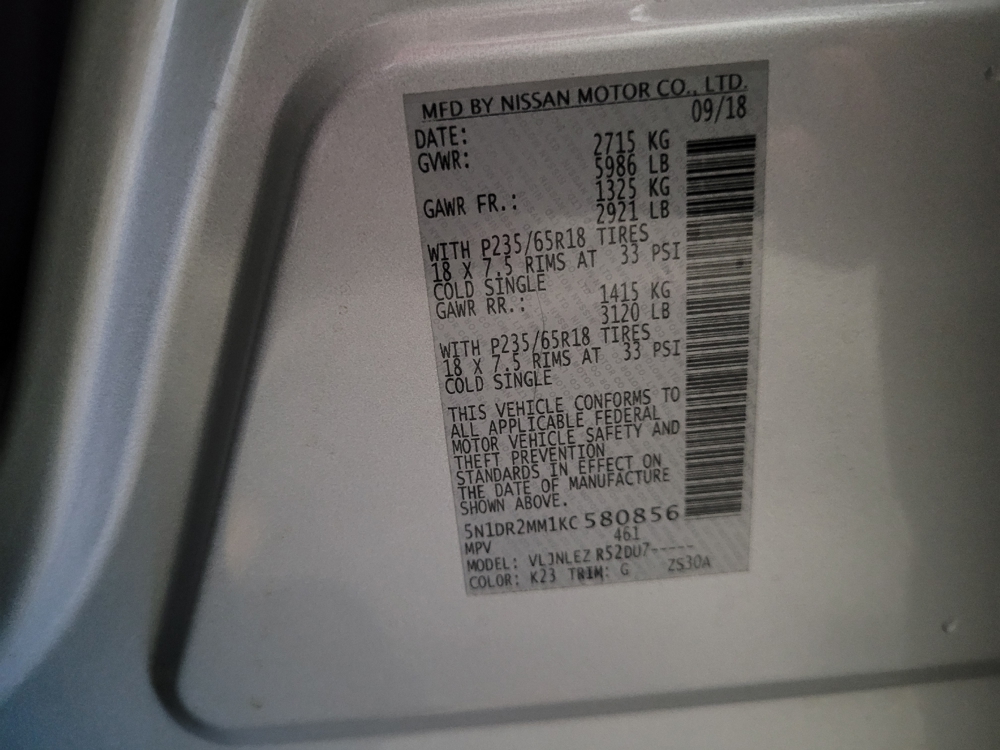 MFD BY NISSAN MOTOR CO., LTD.
DATE: 09/18
GVWR: 2715 KG
5986 LB
GAWR FR.: 1325 KG
2921 LB
WITH P235/65R18 TIRES
18 X 7.5 RIMS AT 33 PSI
COLD SINGLE
GAWR RR.: 1415 KG
3120 LB
WITH P235/65R18 TIRES
18 X 7.5 RIMS AT 33 PSI
COLD SINGLE
THIS VEHICLE CONFORMS TO
ALL APPLICABLE FEDERAL
MOTOR VEHICLE SAFETY AND
THEFT PREVENTION
STANDARDS IN EFFECT ON
THE DATE OF MANUFACTURE
SHOWN ABOVE.
5N1DR2MM1KC 580856
MPV 461
MODEL: VLJNLEZ R52DU7-----
COLOR: K23 TRIM: G ZS30A